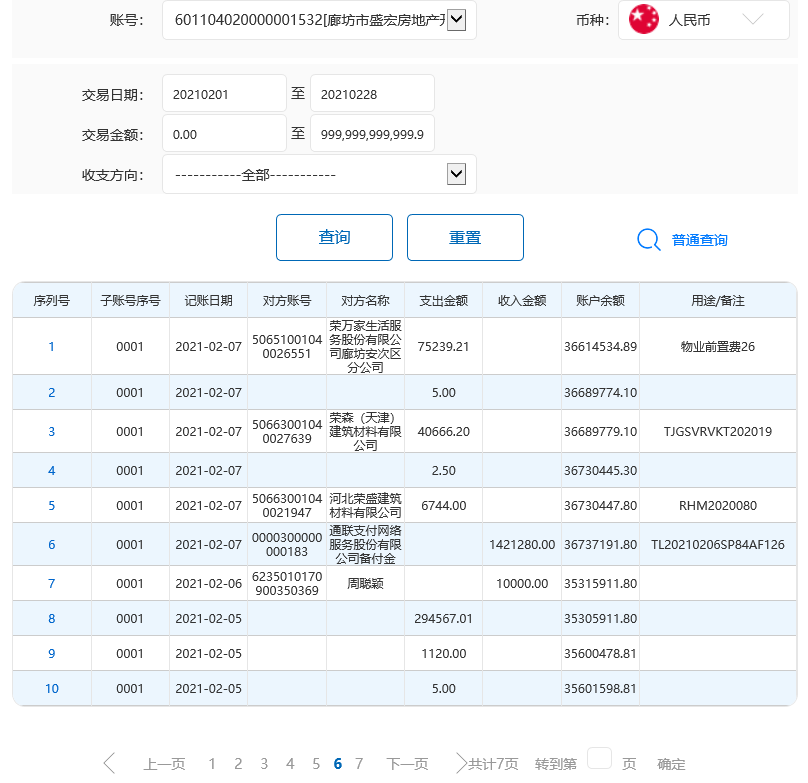 账号： 601104020000001532[廊坊市盛宏房地产开 币种： 人民币
交易日期： 20210201 至 20210228
交易金额： 0.00 至 999,999,999,999.9
收支方向： -----------全部-----------
查询 重置 普通查询
序列号 子账号序号 记账日期 对方账号 对方名称 支出金额 收入金额 账户余额 用途/备注
1 0001 2021-02-07 5065100104 0026551 荣万家生活服 务股份有限公 司廊坊安次区 分公司 75239.21 36614534.89 物业前置费26
2 0001 2021-02-07 5.00 36689774.10
3 0001 2021-02-07 5066300104 0027639 荣森（天津） 建筑材料有限 公司 40666.20 36689779.10 TJGSVRVKT202019
4 0001 2021-02-07 2.50 36730445.30
5 0001 2021-02-07 5066300104 0021947 河北荣盛建筑 材料有限公司 6744.00 36730447.80 RHM2020080
6 0001 2021-02-07 0000300000 000183 通联支付网络 服务股份有限 公司备付金 1421280.00 36737191.80 TL20210206SP84AF126
7 0001 2021-02-06 6235010170 900350369 周聪颖 10000.00 35315911.80
8 0001 2021-02-05 294567.01 35305911.80
9 0001 2021-02-05 1120.00 35600478.81
10 0001 2021-02-05 5.00 35601598.81
上一页 1 2 3 4 5 6 7 下一页 共计7页 转到第 页 确定